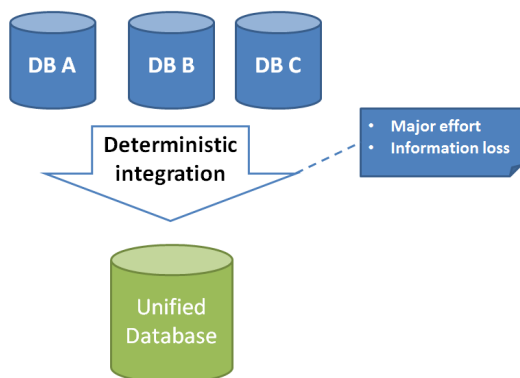 DB A
DB B
DB C
Deterministic
integration
• Major effort
• Information loss
Unified
Database